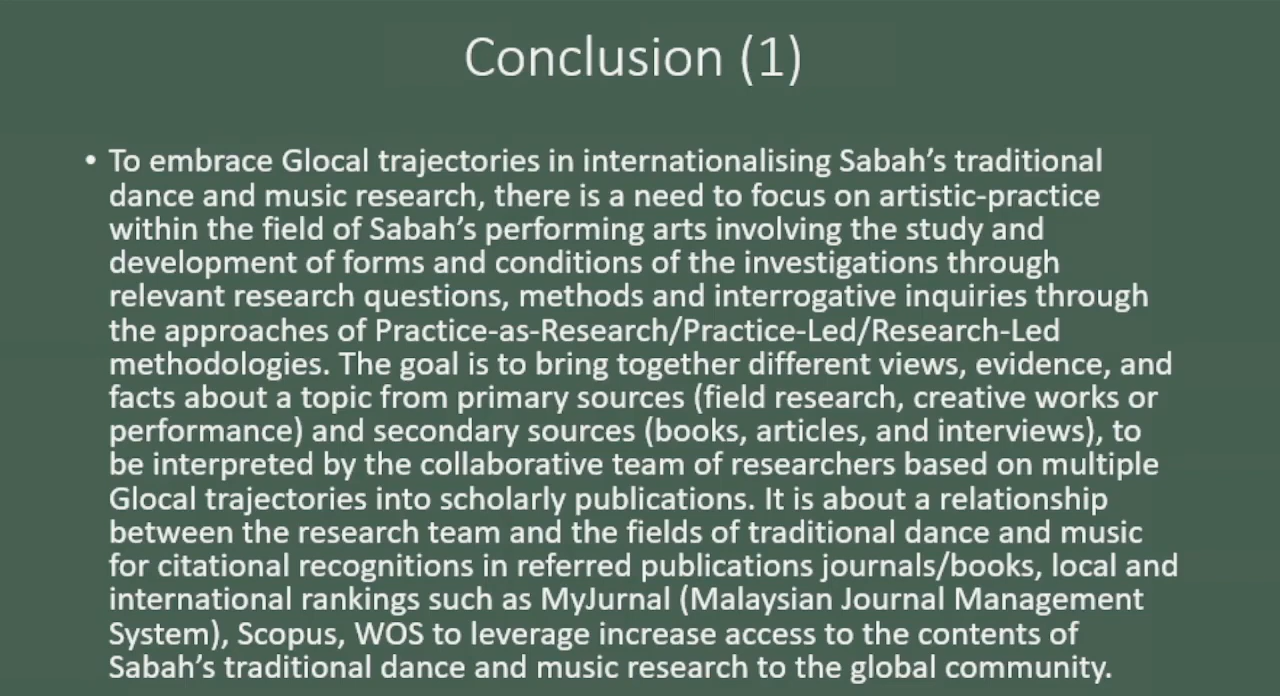 Conclusion (1)
• To embrace Glocal trajectories in internationalising Sabah's traditional
dance and music research, there is a need to focus on artistic-practice
within the field of Sabah's performing arts involving the study and
development of forms and conditions of the investigations through
relevant research questions, methods and interrogative inquiries through
the approaches of Practice-as-Research/Practice-Led/Research-Led
methodologies. The goal is to bring together different views, evidence, and
facts about a topic from primary sources (field research, creative works or
performance) and secondary sources (books, articles, and interviews), to
be interpreted by the collaborative team of researchers based on multiple
Glocal trajectories into scholarly publications. It is about a relationship
between the research team and the fields of traditional dance and music
for citational recognitions in referred publications journals/books, local and
international rankings such as MyJurnal (Malaysian Journal Management
System), Scopus, WOS to leverage increase access to the contents of
Sabah's traditional dance and music research to the global community.